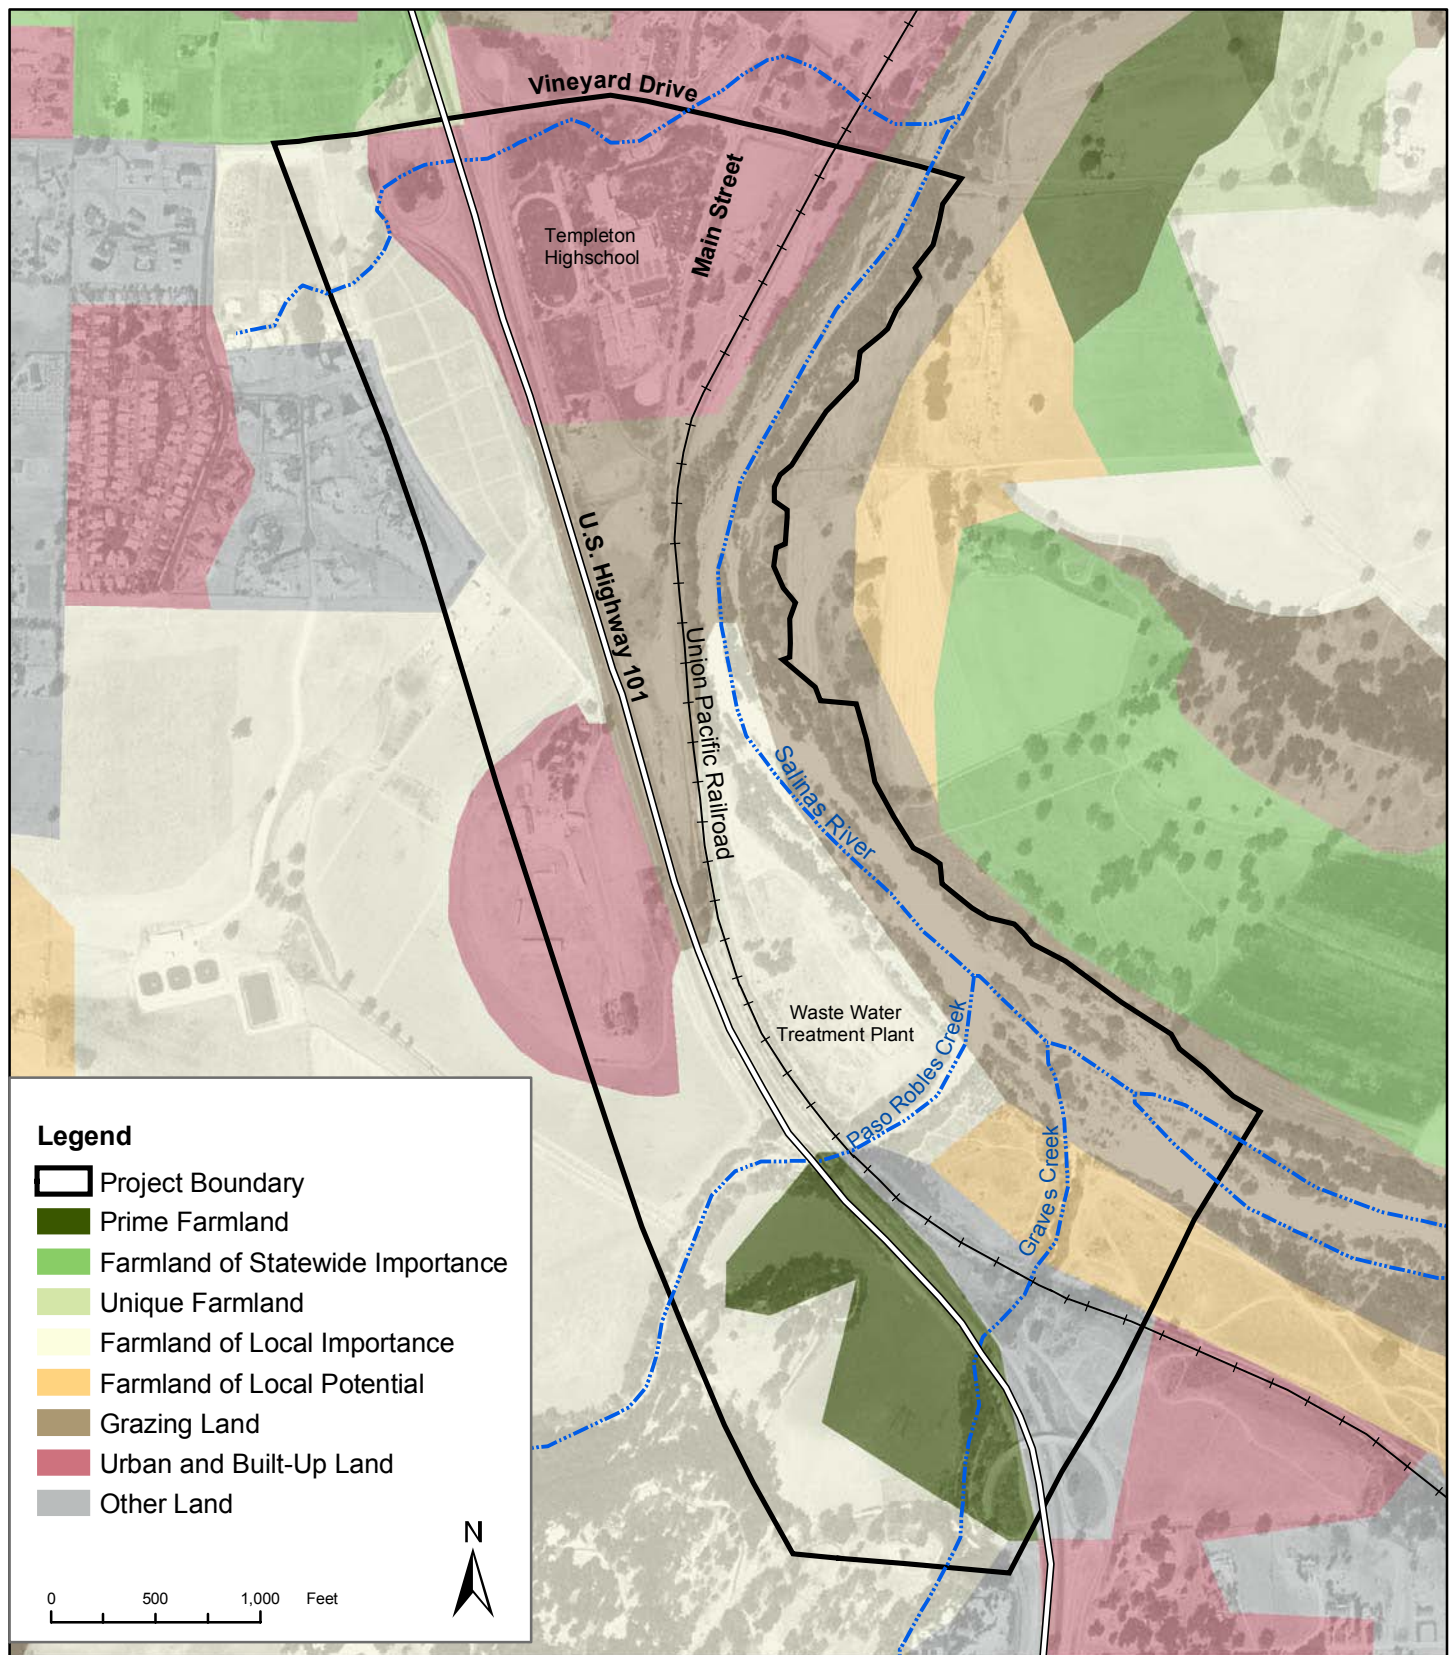 Vineyard Drive
Main Street
Templeton
Highschool
U.S. Highway 101
Union Pacific Railroad
Salinas River
Waste Water
Treatment Plant
Paso Robles Creek
Graves Creek
Legend
Project Boundary
Prime Farmland
Farmland of Statewide Importance
Unique Farmland
Farmland of Local Importance
Farmland of Local Potential
Grazing Land
Urban and Built-Up Land
Other Land
N
0 500 1,000 Feet